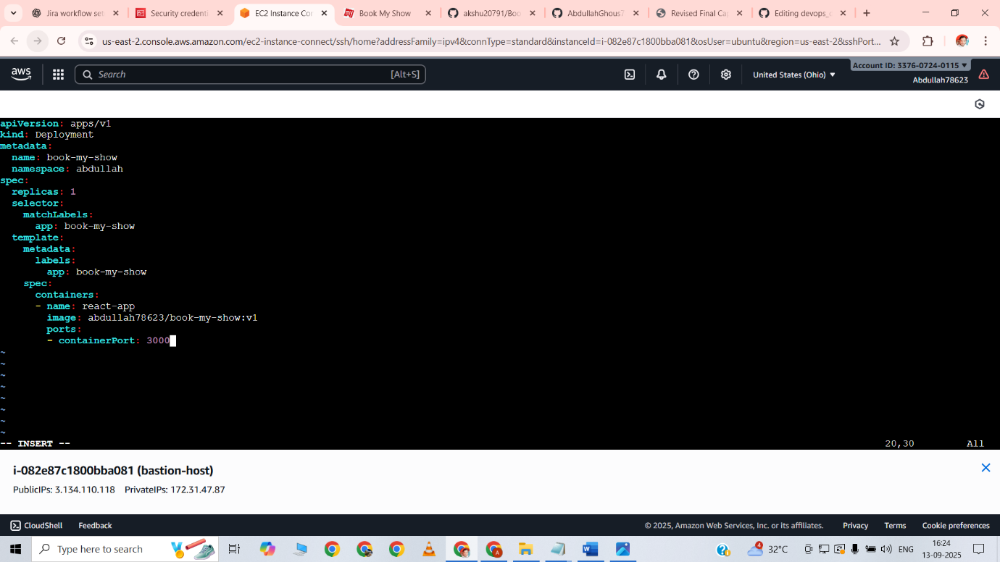 Jira workflow set
Security credenti
EC2 Instance Co
Book My Show
akshu20791/Boo
AbdullahGhous7
Revised Final Ca
Editing devops_c
us-east-2.console.aws.amazon.com/ec2-instance-connect/ssh/home?addressFamily=ipv4&connType=standard&instanceId=i-082e87c1800bba081&osUser=ubuntu&region=us-east-2&sshPort...
aws
Search
[Alt+S]
United States (Ohio)
Account ID: 3376-0724-0115
Abdullah78623
apiVersion: apps/v1
kind: Deployment
metadata:
  name: book-my-show
  namespace: abdullah
spec:
  replicas: 1
  selector:
    matchLabels:
      app: book-my-show
  template:
    metadata:
      labels:
        app: book-my-show
    spec:
      containers:
      - name: react-app
        image: abdullah78623/book-my-show:v1
        ports:
        - containerPort: 3000
~
~
~
~
~
~
~
~
-- INSERT -- 20,30 All
i-082e87c1800bba081 (bastion-host)
PublicIPs: 3.134.110.118 PrivateIPs: 172.31.47.87
CloudShell Feedback © 2025, Amazon Web Services, Inc. or its affiliates. Privacy Terms Cookie preferences
Type here to search
4
32°C
ENG
16:24
13-09-2025